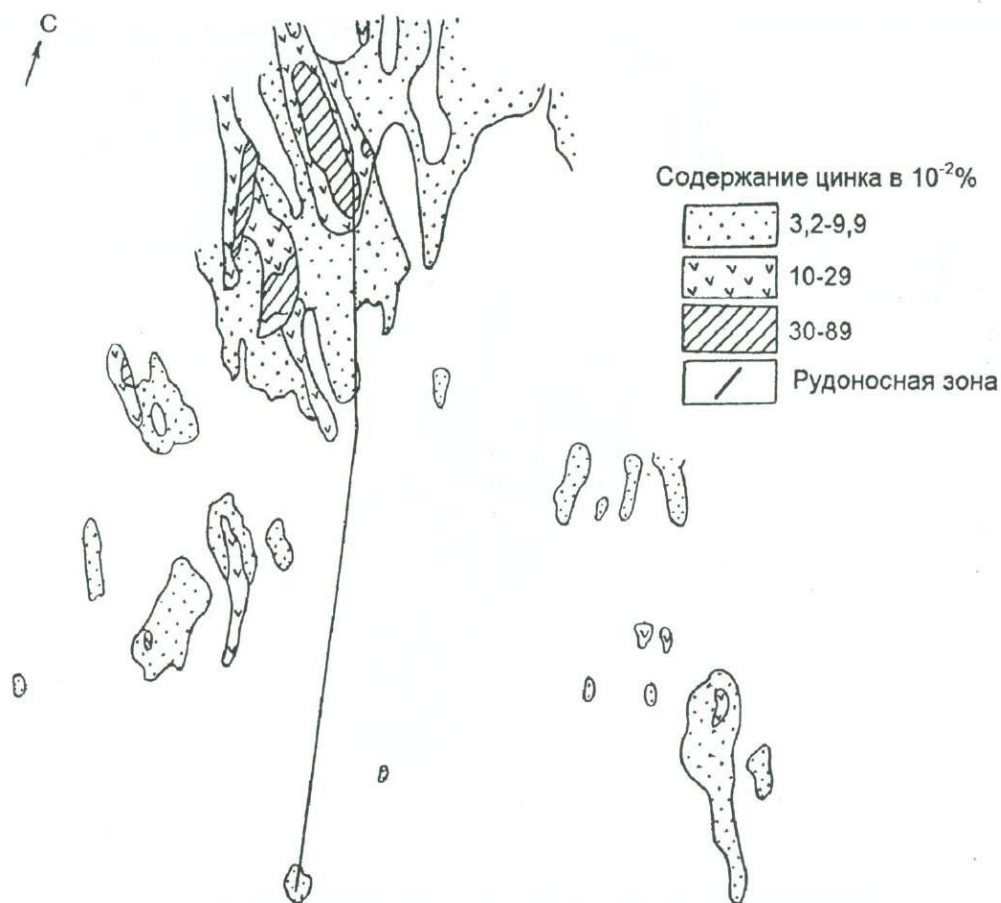 С
Содержание цинка в 10⁻²%
3,2-9,9
10-29
30-89
Рудоносная зона